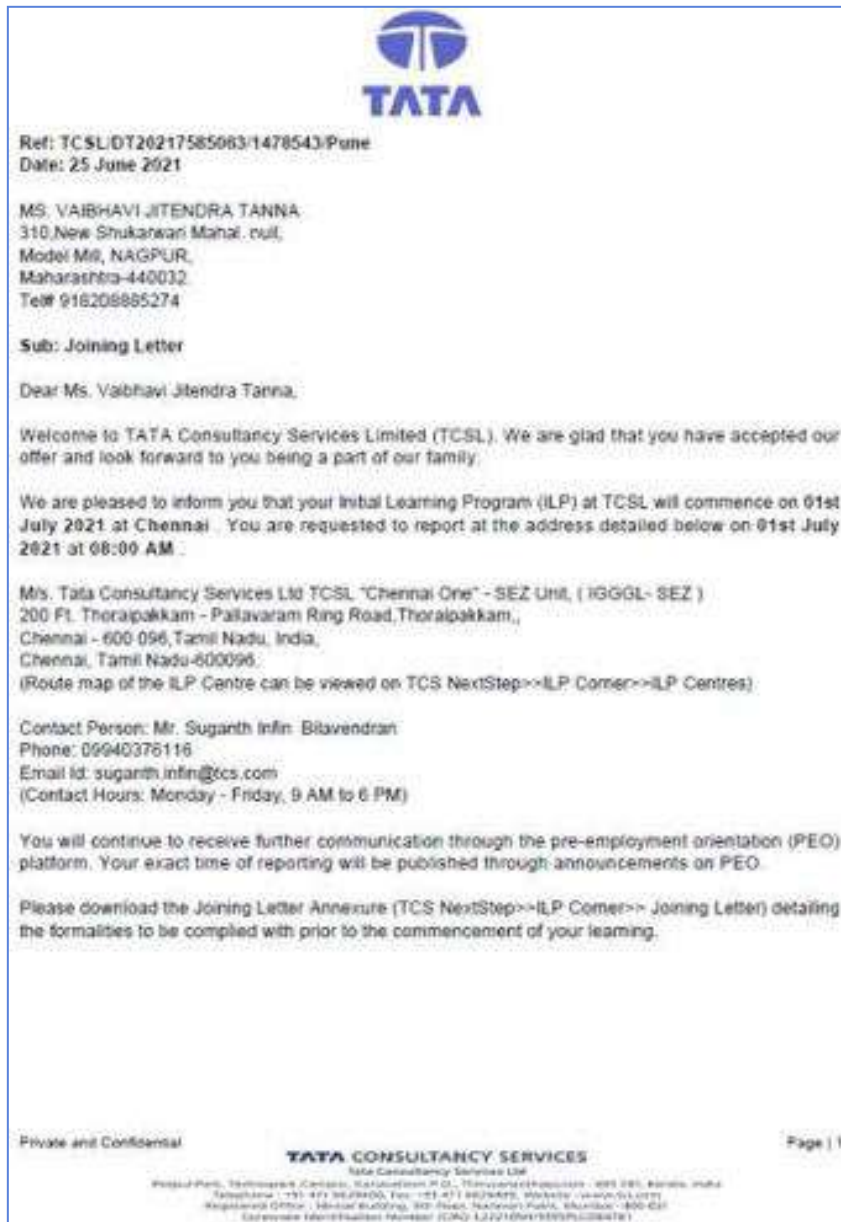 TATA
Ref: TCSL/DT20217585063/1478543/Pune
Date: 25 June 2021
MS. VAIBHAVI JITENDRA TANNA
310,New Shukarwari Mahal. null,
Model Mill, NAGPUR,
Maharashtra-440032.
Tel# 918208885274
Sub: Joining Letter
Dear Ms. Vaibhavi Jitendra Tanna,
Welcome to TATA Consultancy Services Limited (TCSL). We are glad that you have accepted our
offer and look forward to you being a part of our family.
We are pleased to inform you that your Initial Learning Program (ILP) at TCSL will commence on 01st
July 2021 at Chennai . You are requested to report at the address detailed below on 01st July
2021 at 08:00 AM .
M/s. Tata Consultancy Services Ltd TCSL "Chennai One" - SEZ Unit, ( IGGGL- SEZ )
200 Ft. Thoraipakkam - Pallavaram Ring Road,Thoraipakkam,,
Chennai - 600 096,Tamil Nadu, India,
Chennai, Tamil Nadu-600096.
(Route map of the ILP Centre can be viewed on TCS NextStep>>ILP Corner>>ILP Centres)
Contact Person: Mr. Suganth Infin Bilavendran
Phone: 09940376116
Email Id: suganth.infin@tcs.com
(Contact Hours: Monday - Friday, 9 AM to 6 PM)
You will continue to receive further communication through the pre-employment orientation (PEO)
platform. Your exact time of reporting will be published through announcements on PEO.
Please download the Joining Letter Annexure (TCS NextStep>>ILP Corner>> Joining Letter) detailing
the formalities to be complied with prior to the commencement of your learning.
Private and Confidential
Page | 1
TATA CONSULTANCY SERVICES
Tata Consultancy Services Ltd